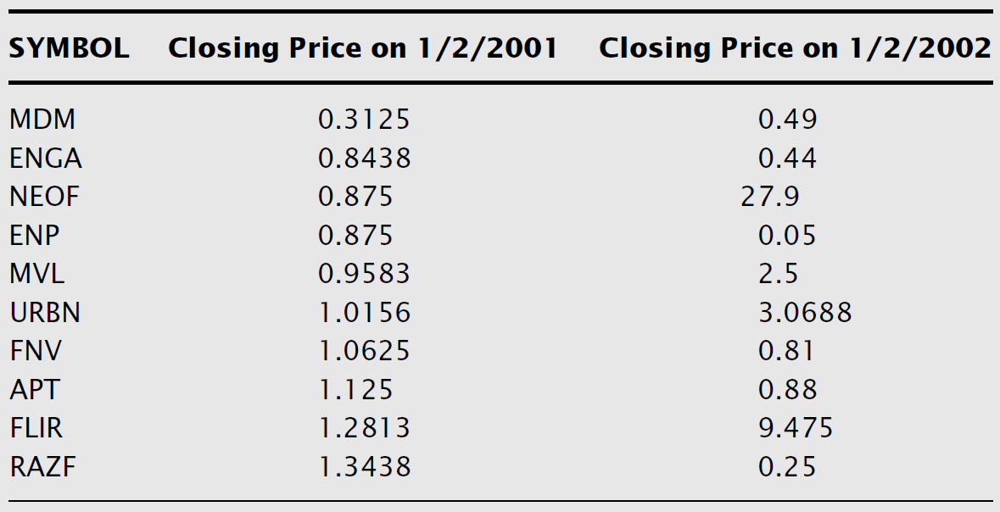 SYMBOL Closing Price on 1/2/2001 Closing Price on 1/2/2002
MDM 0.3125 0.49
ENGA 0.8438 0.44
NEOF 0.875 27.9
ENP 0.875 0.05
MVL 0.9583 2.5
URBN 1.0156 3.0688
FNV 1.0625 0.81
APT 1.125 0.88
FLIR 1.2813 9.475
RAZF 1.3438 0.25